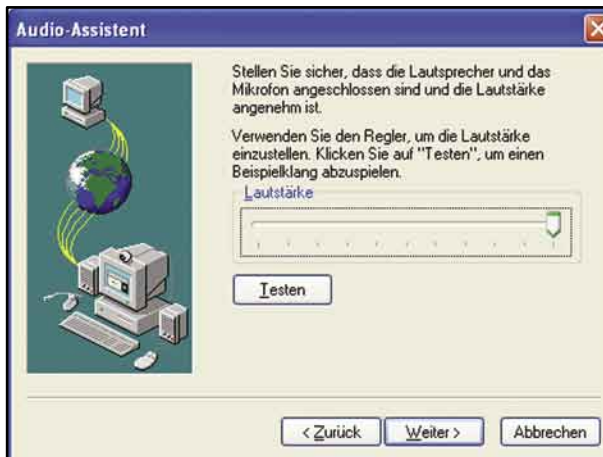 Audio-Assistent
Stellen Sie sicher, dass die Lautsprecher und das
Mikrofon angeschlossen sind und die Lautstärke
angenehm ist.
Verwenden Sie den Regler, um die Lautstärke
einzustellen. Klicken Sie auf "Testen", um einen
Beispielklang abzuspielen.
Lautstärke
Testen
< Zurück
Weiter >
Abbrechen